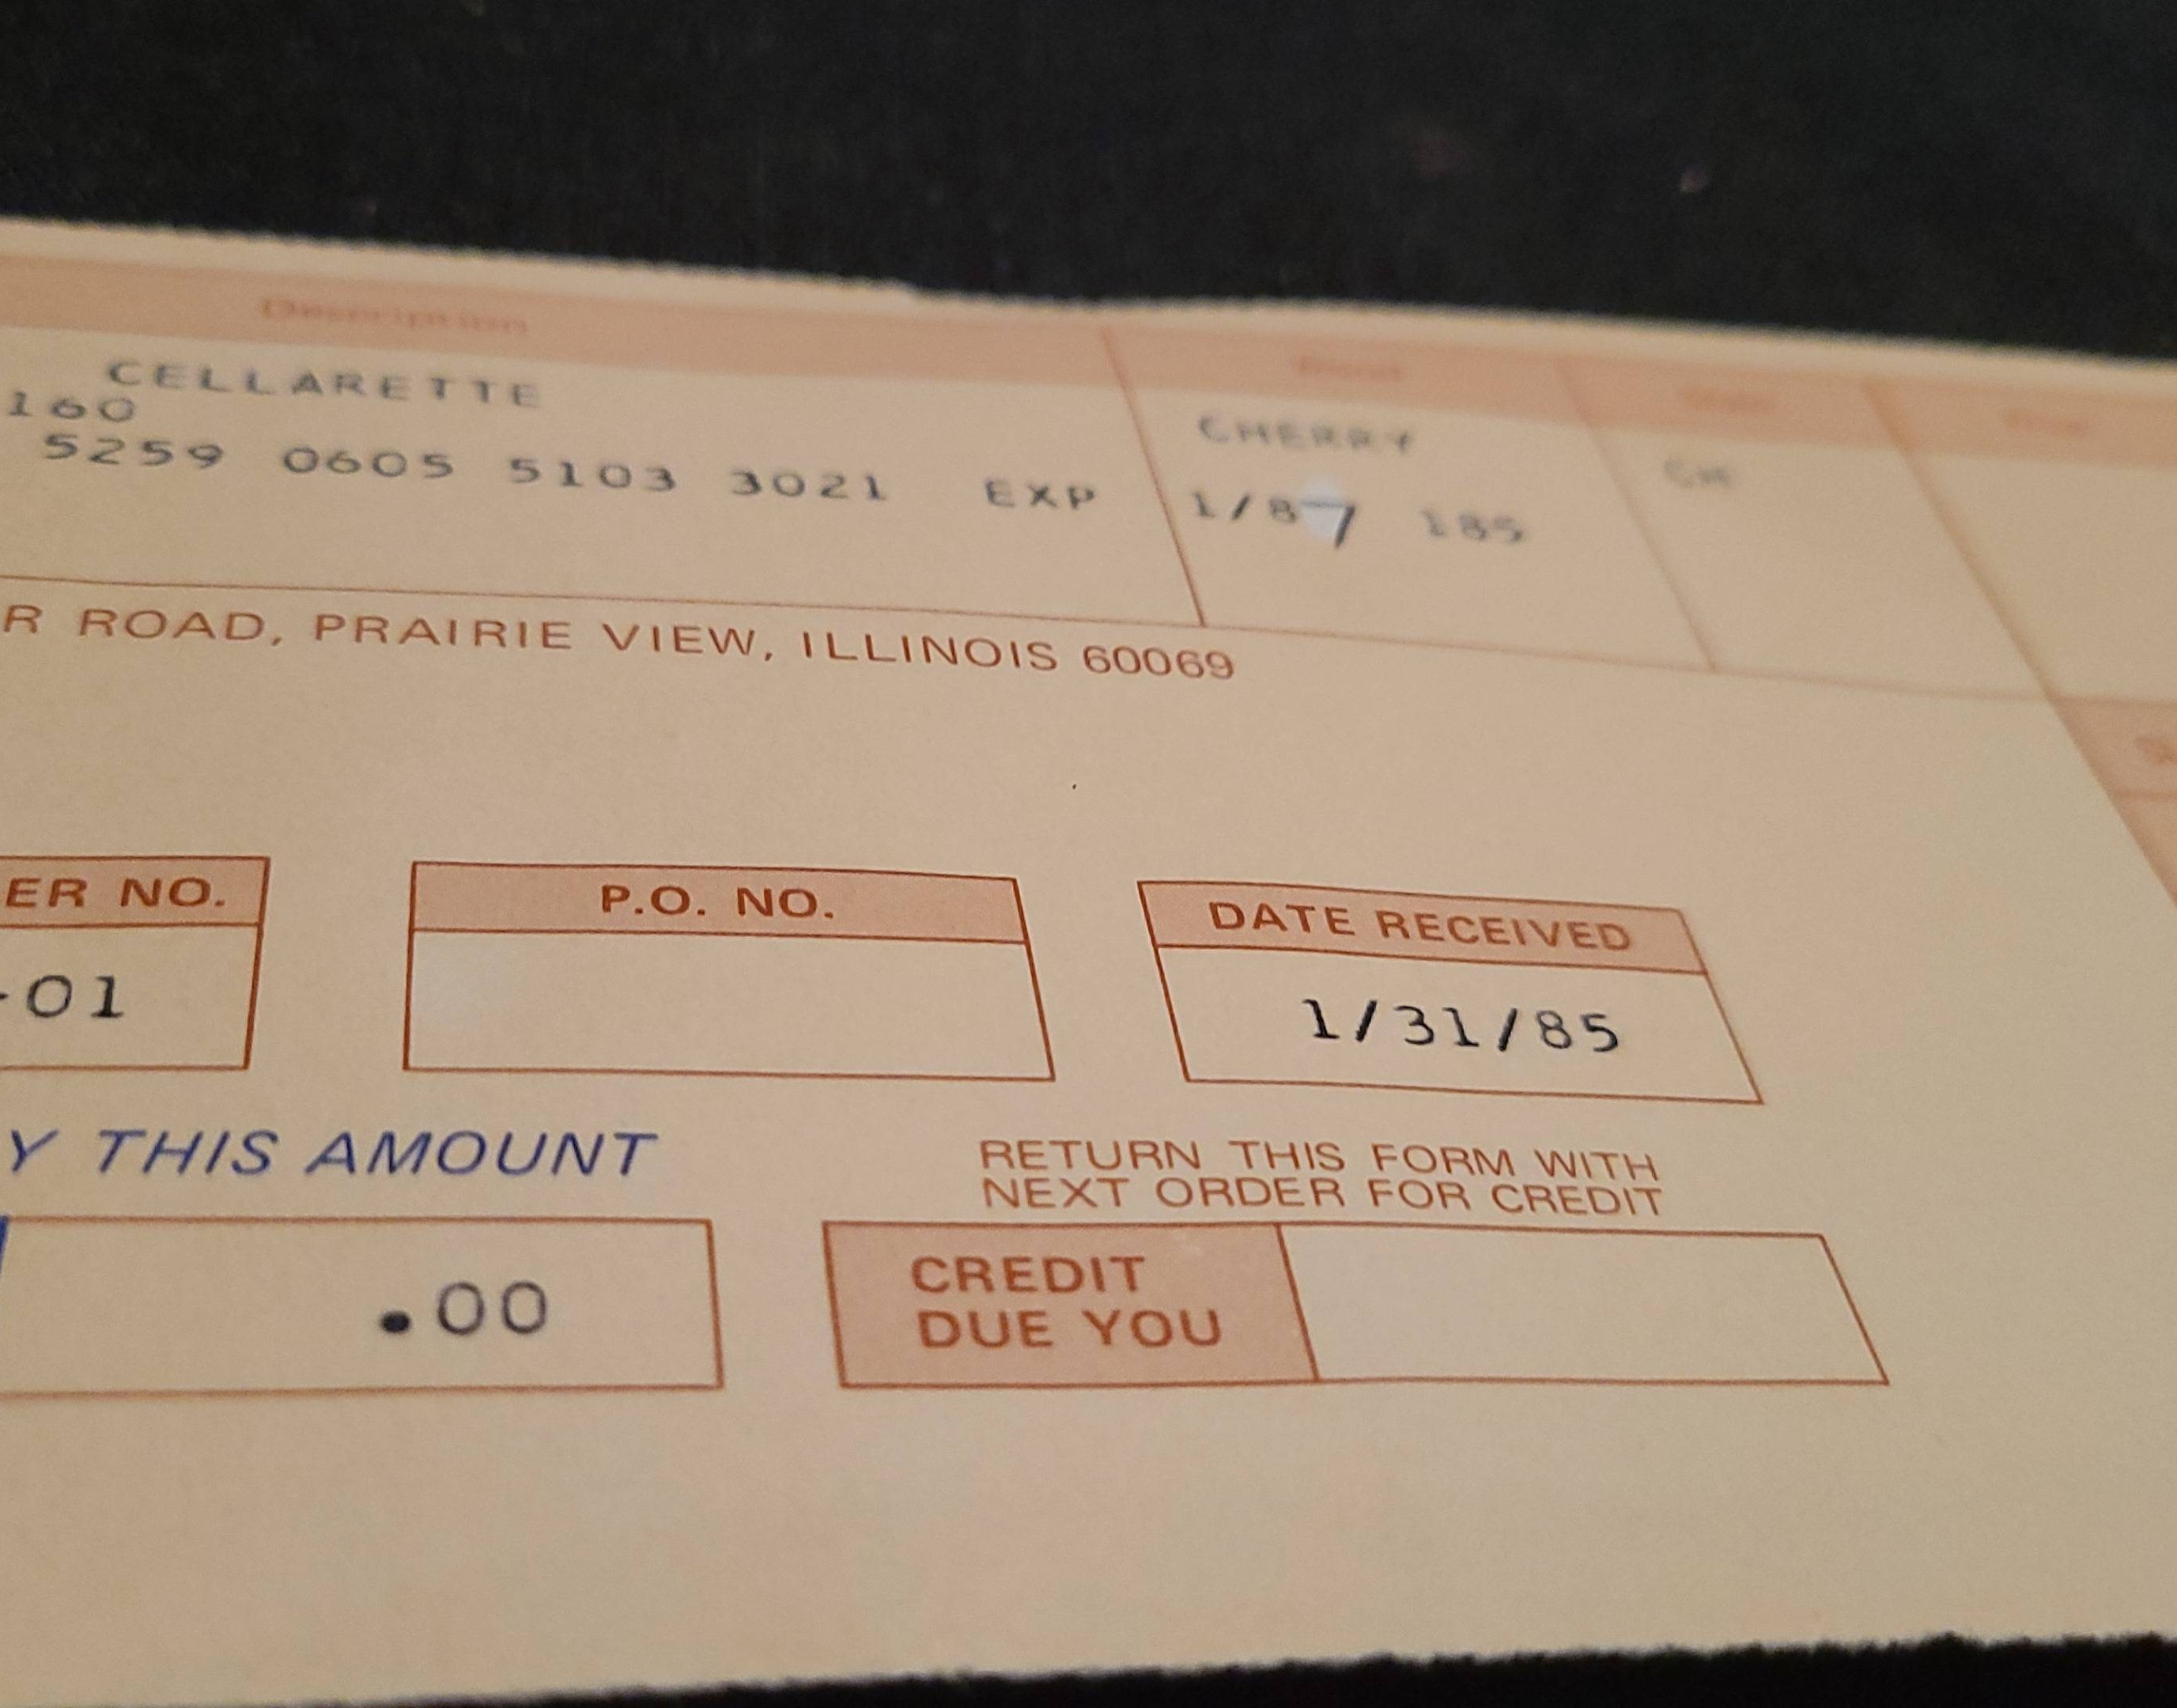 Description
CELLARETTE
CHERRY
160
5259 0605 5103 3021 EXP 1/87 185
R ROAD, PRAIRIE VIEW, ILLINOIS 60069
ER NO.
P.O. NO.
DATE RECEIVED
-01
1/31/85
Y THIS AMOUNT
RETURN THIS FORM WITH
NEXT ORDER FOR CREDIT
.00
CREDIT
DUE YOU